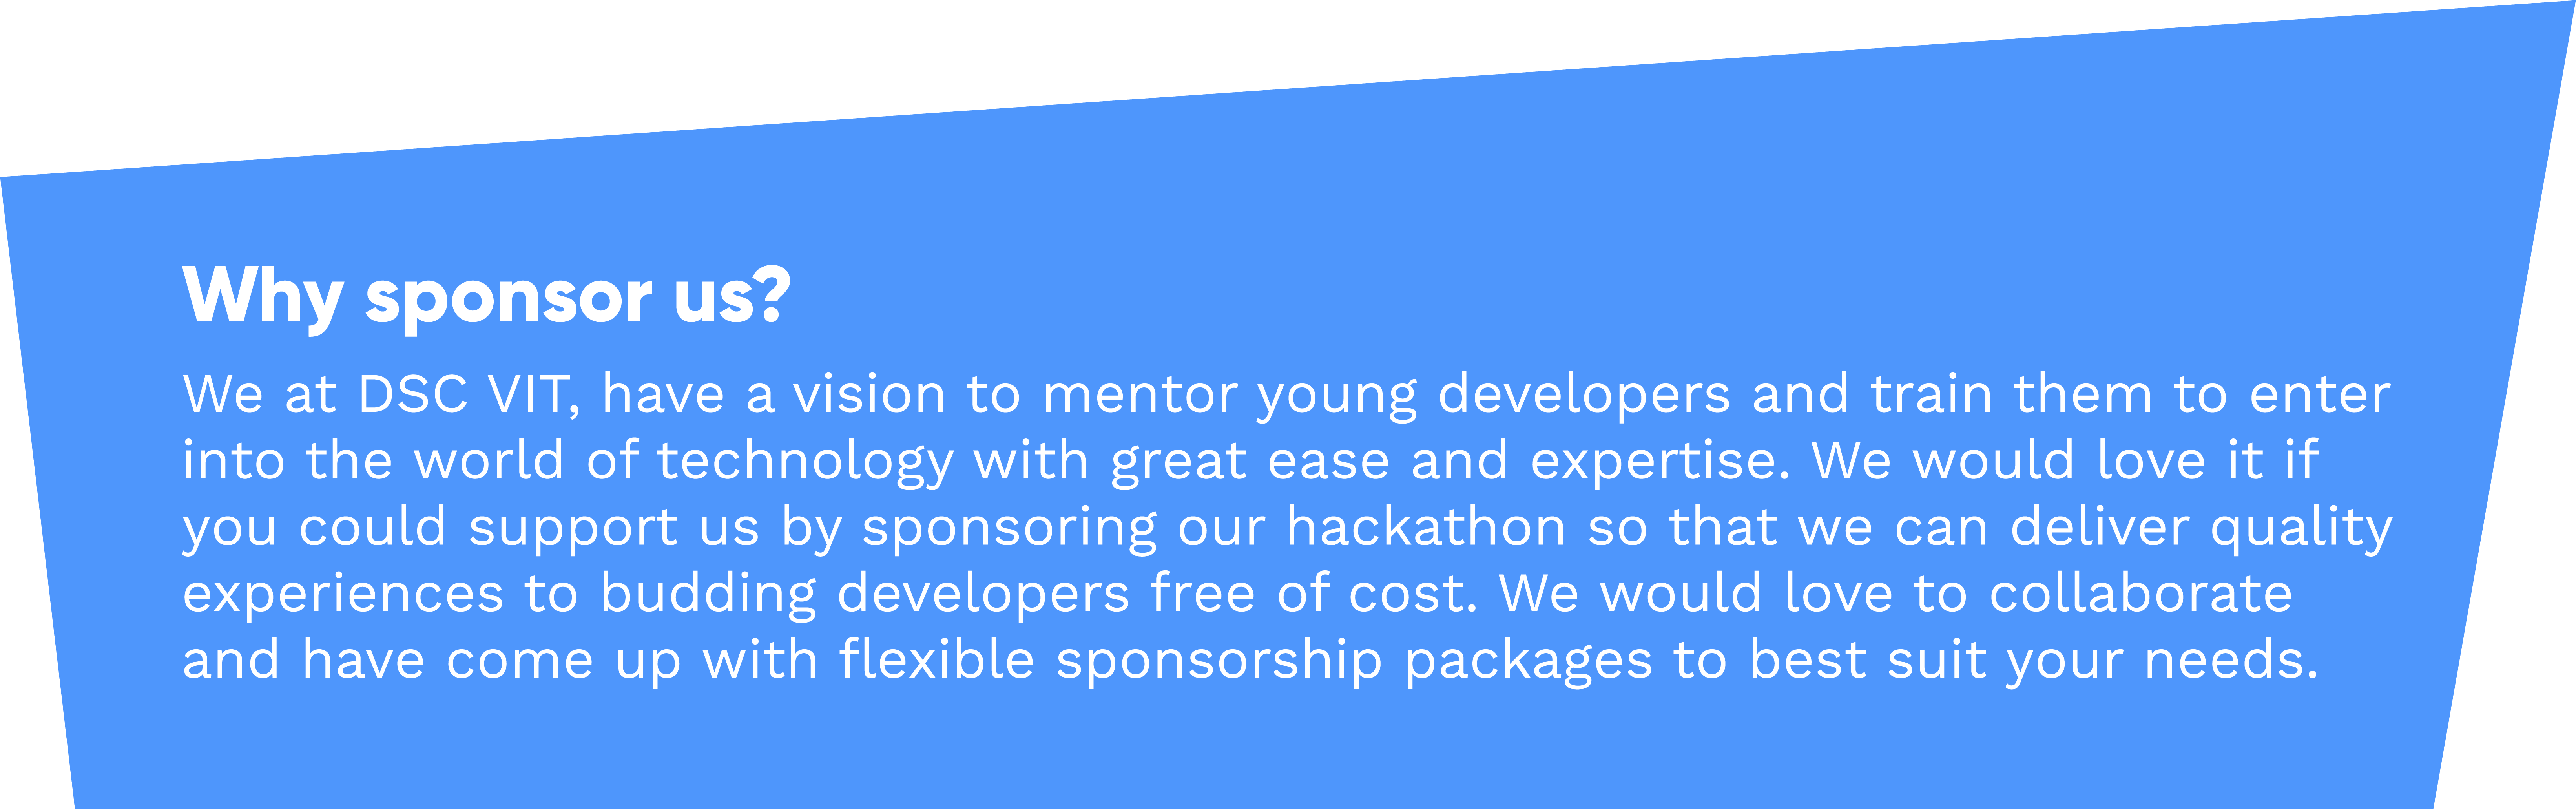 Why sponsor us?
We at DSC VIT, have a vision to mentor young developers and train them to enter
into the world of technology with great ease and expertise. We would love it if
you could support us by sponsoring our hackathon so that we can deliver quality
experiences to budding developers free of cost. We would love to collaborate
and have come up with flexible sponsorship packages to best suit your needs.